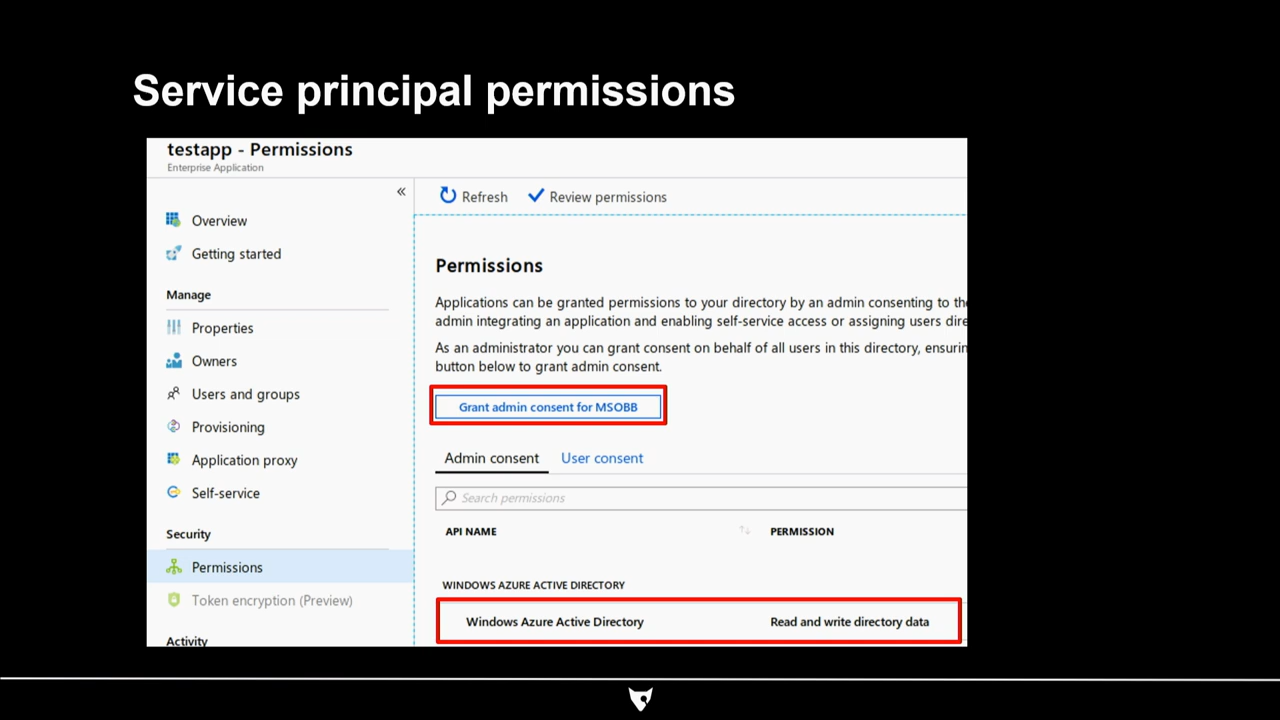 Service principal permissions
testapp - Permissions
Enterprise Application
«
Refresh
Review permissions
Overview
Getting started
Manage
Properties
Owners
Users and groups
Provisioning
Application proxy
Self-service
Security
Permissions
Token encryption (Preview)
Activity
Permissions
Applications can be granted permissions to your directory by an admin consenting to the
admin integrating an application and enabling self-service access or assigning users dire
As an administrator you can grant consent on behalf of all users in this directory, ensurin
button below to grant admin consent.
Grant admin consent for MSOBB
Admin consent User consent
Search permissions
API NAME PERMISSION
WINDOWS AZURE ACTIVE DIRECTORY
Windows Azure Active Directory Read and write directory data